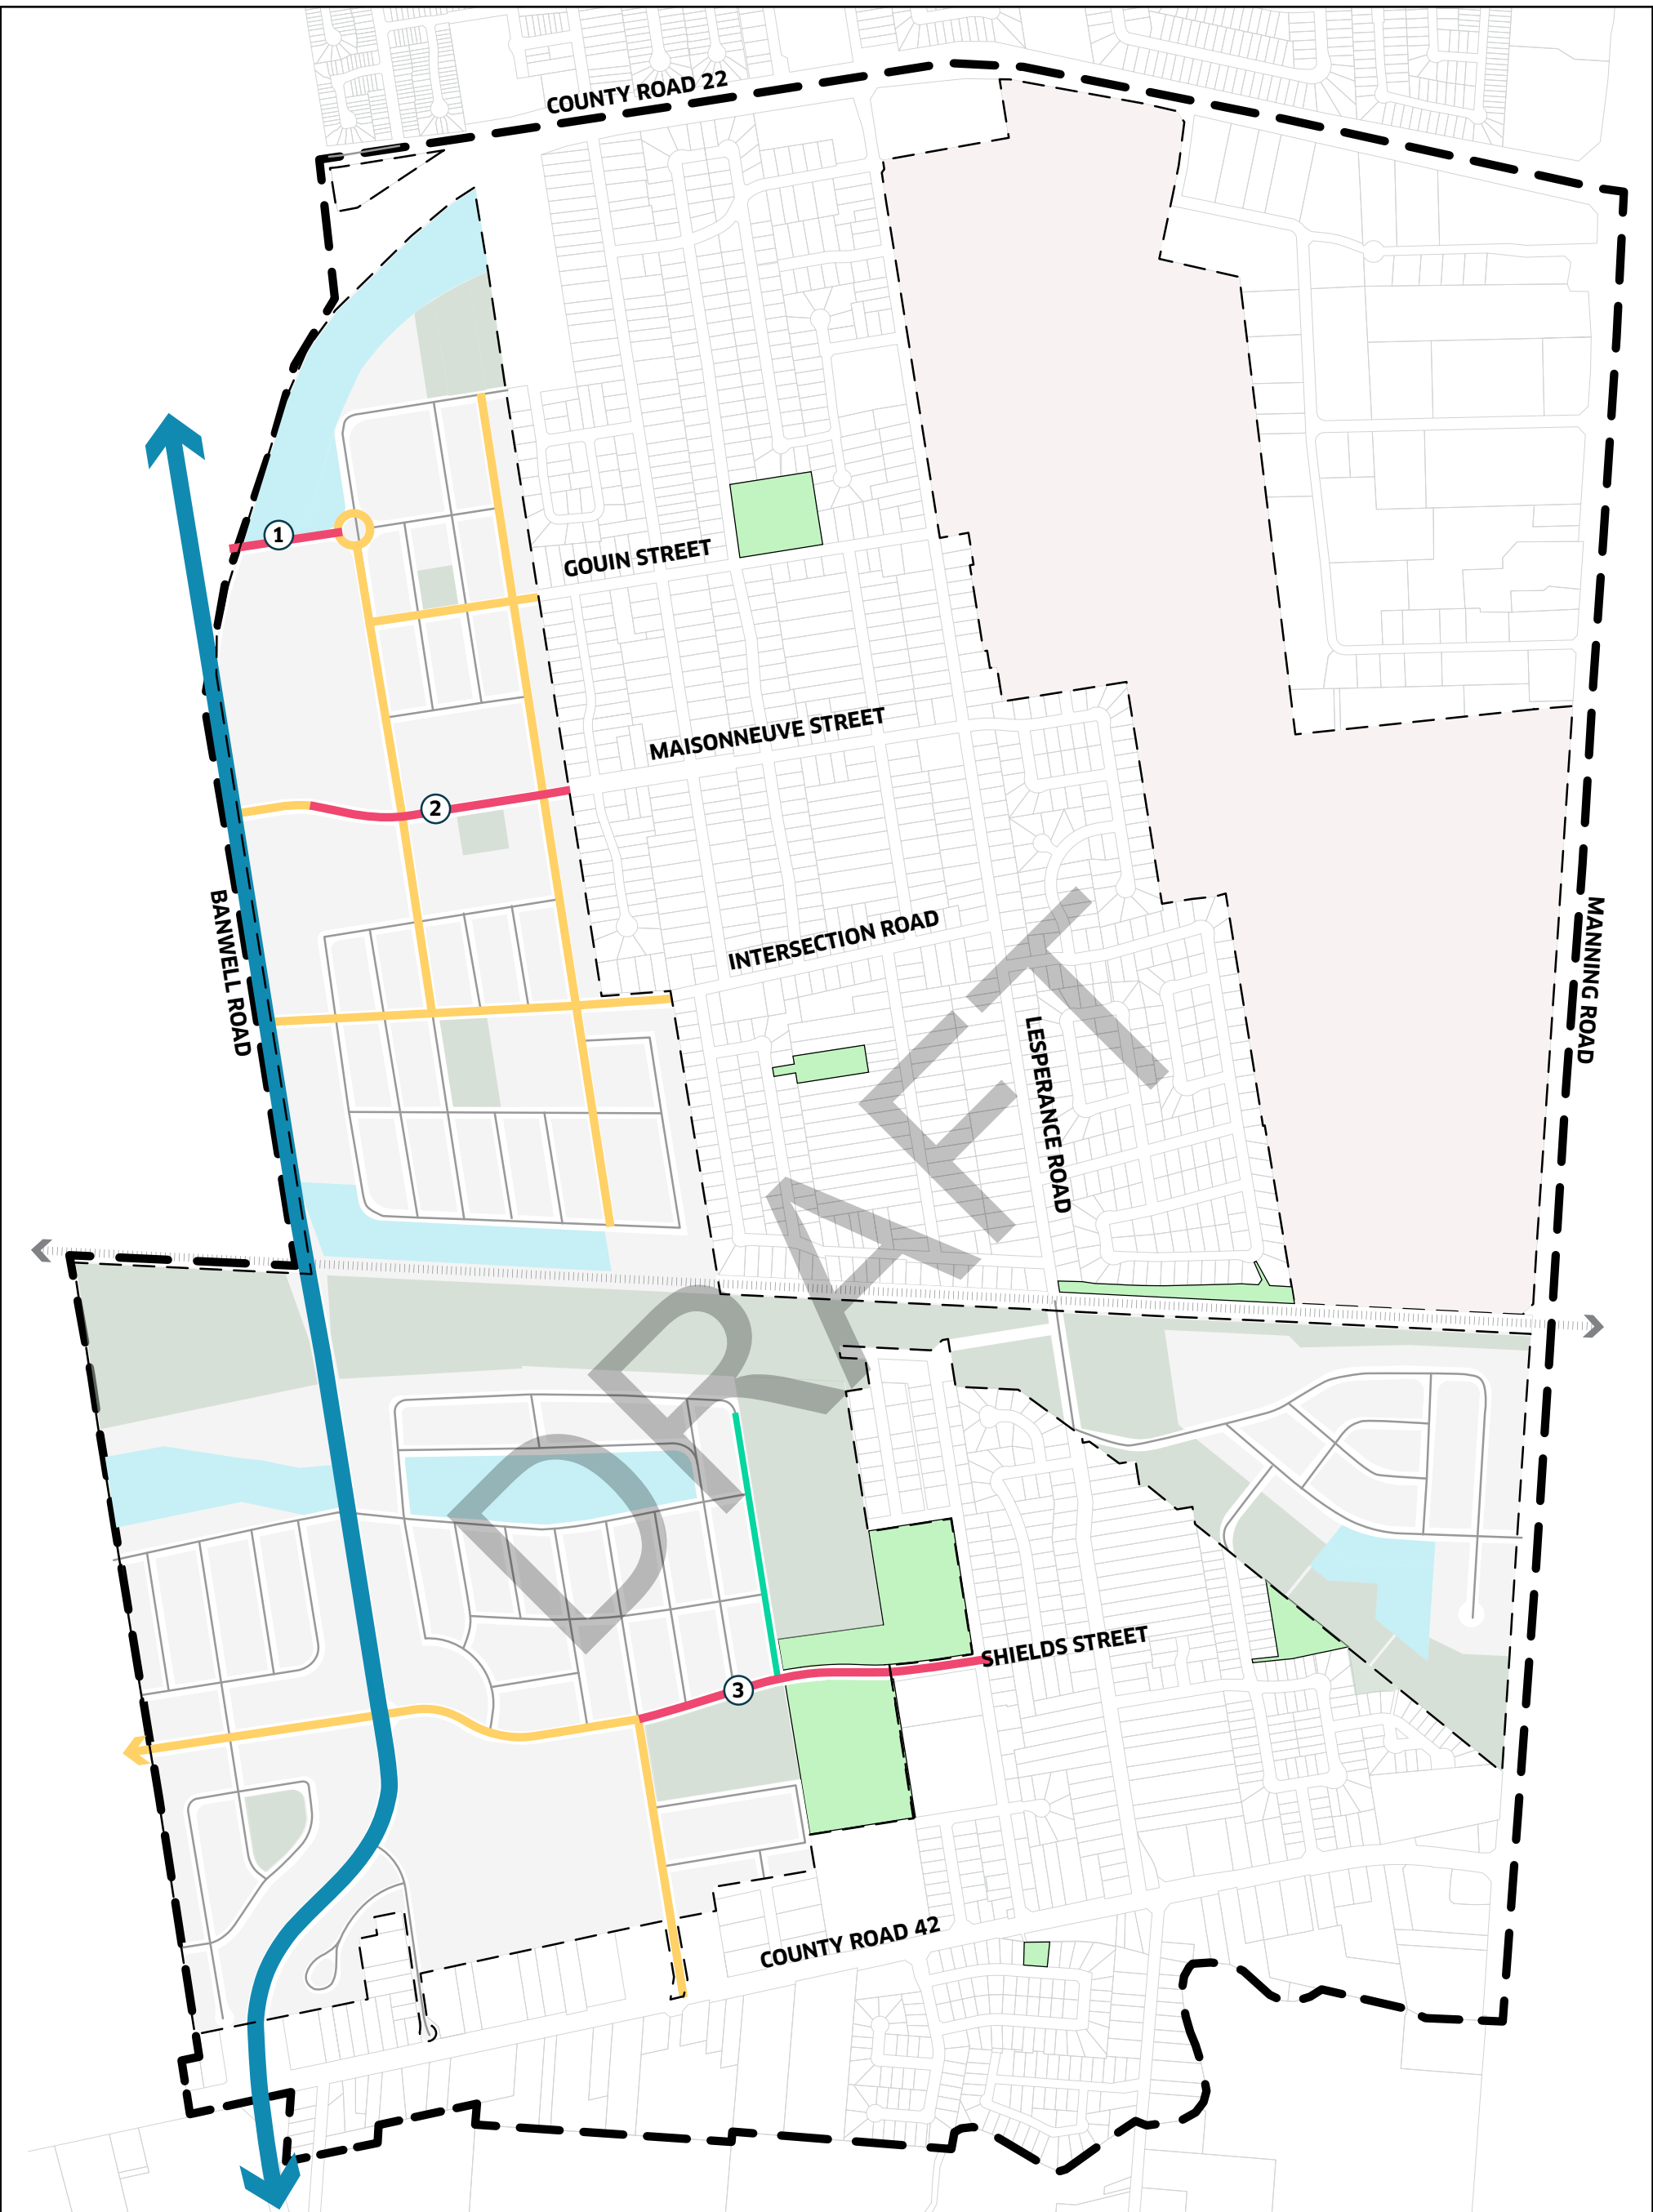 COUNTY ROAD 22
1
GOUIN STREET
MAISONNEUVE STREET
2
BANWELL ROAD
INTERSECTION ROAD
MANNING ROAD
LESPERANCE ROAD
DRAFT
SHIELDS STREET
3
COUNTY ROAD 42